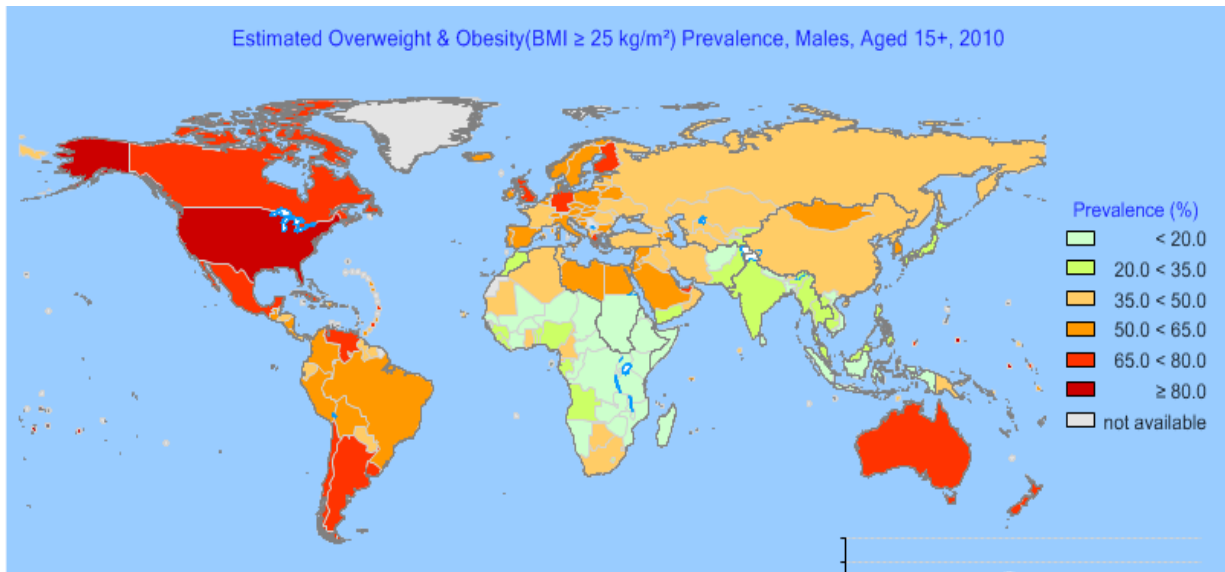 Estimated Overweight & Obesity(BMI ≥ 25 kg/m²) Prevalence, Males, Aged 15+, 2010
Prevalence (%)
< 20.0
20.0 < 35.0
35.0 < 50.0
50.0 < 65.0
65.0 < 80.0
≥ 80.0
not available